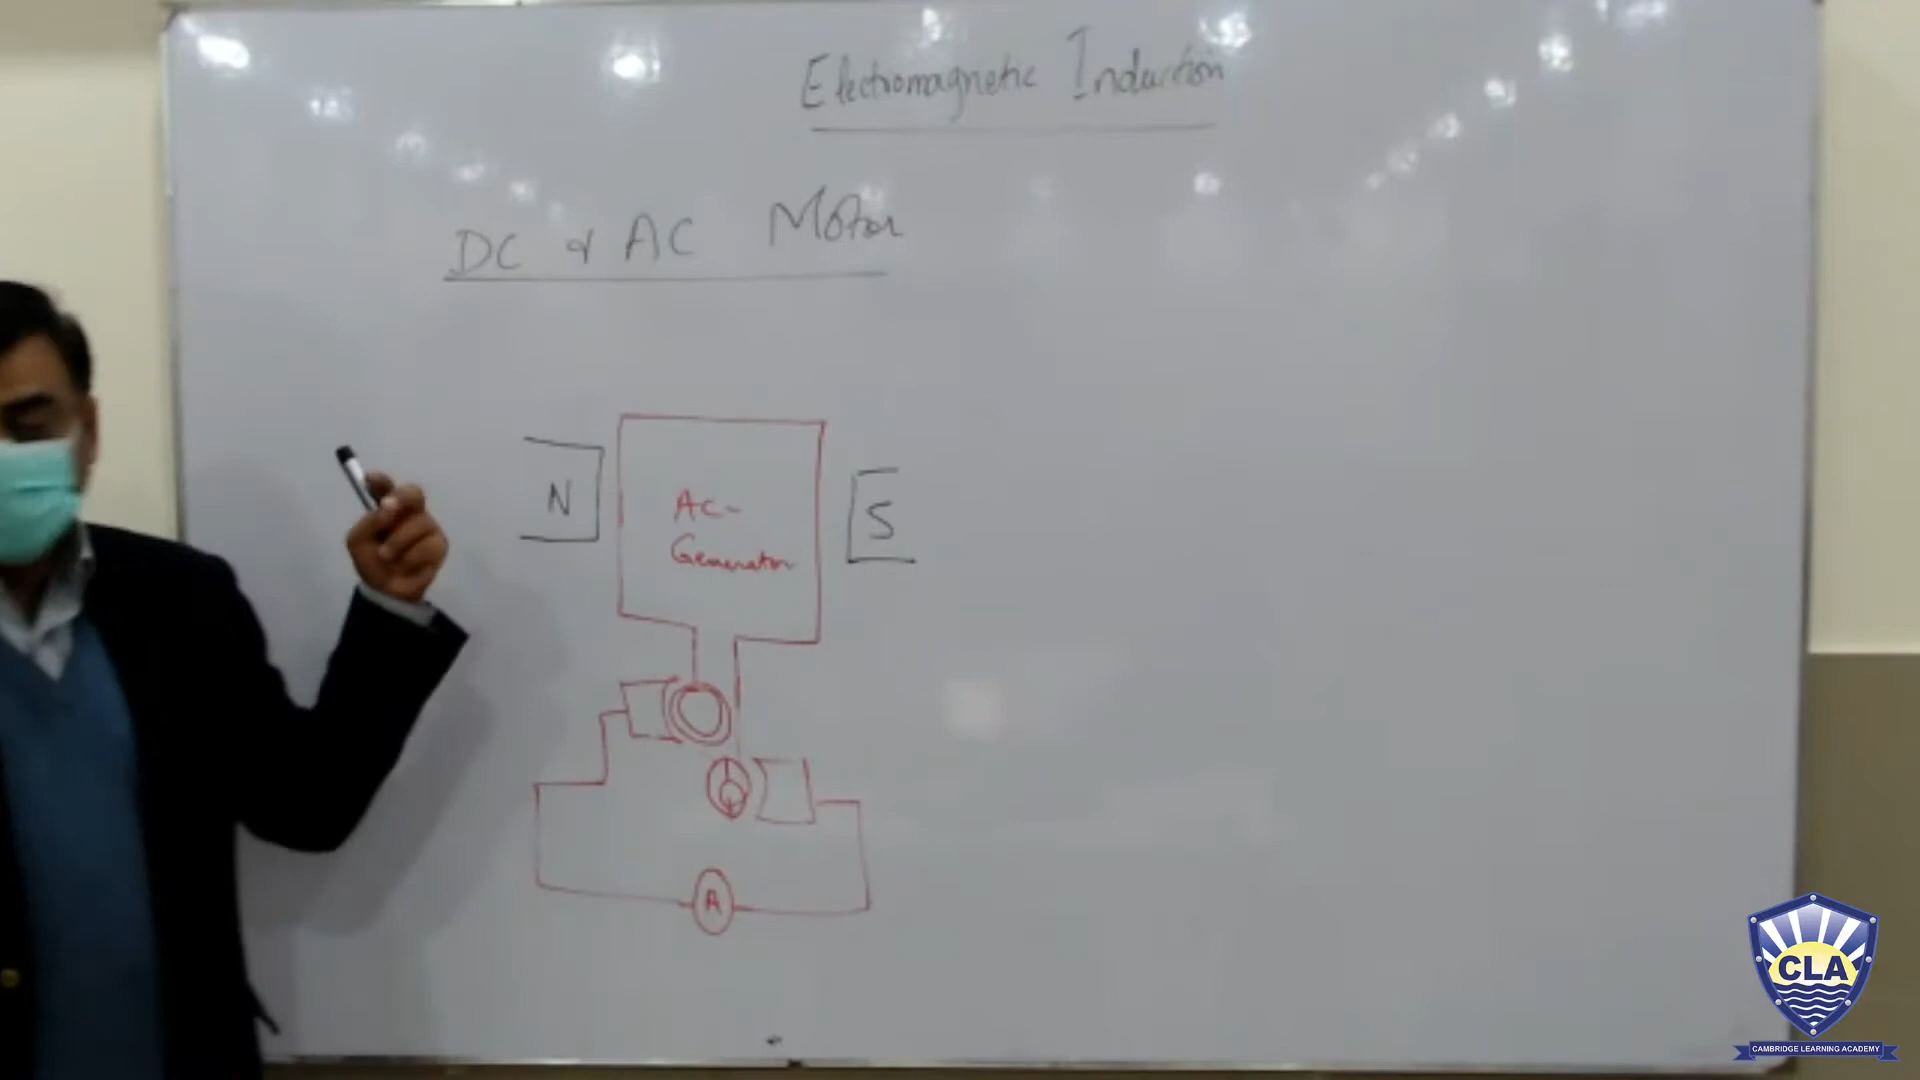 Electromagnetic Induction
DC & AC Motor
N
AC-
Generator
S
A
CLA
CAMBRIDGE LEARNING ACADEMY